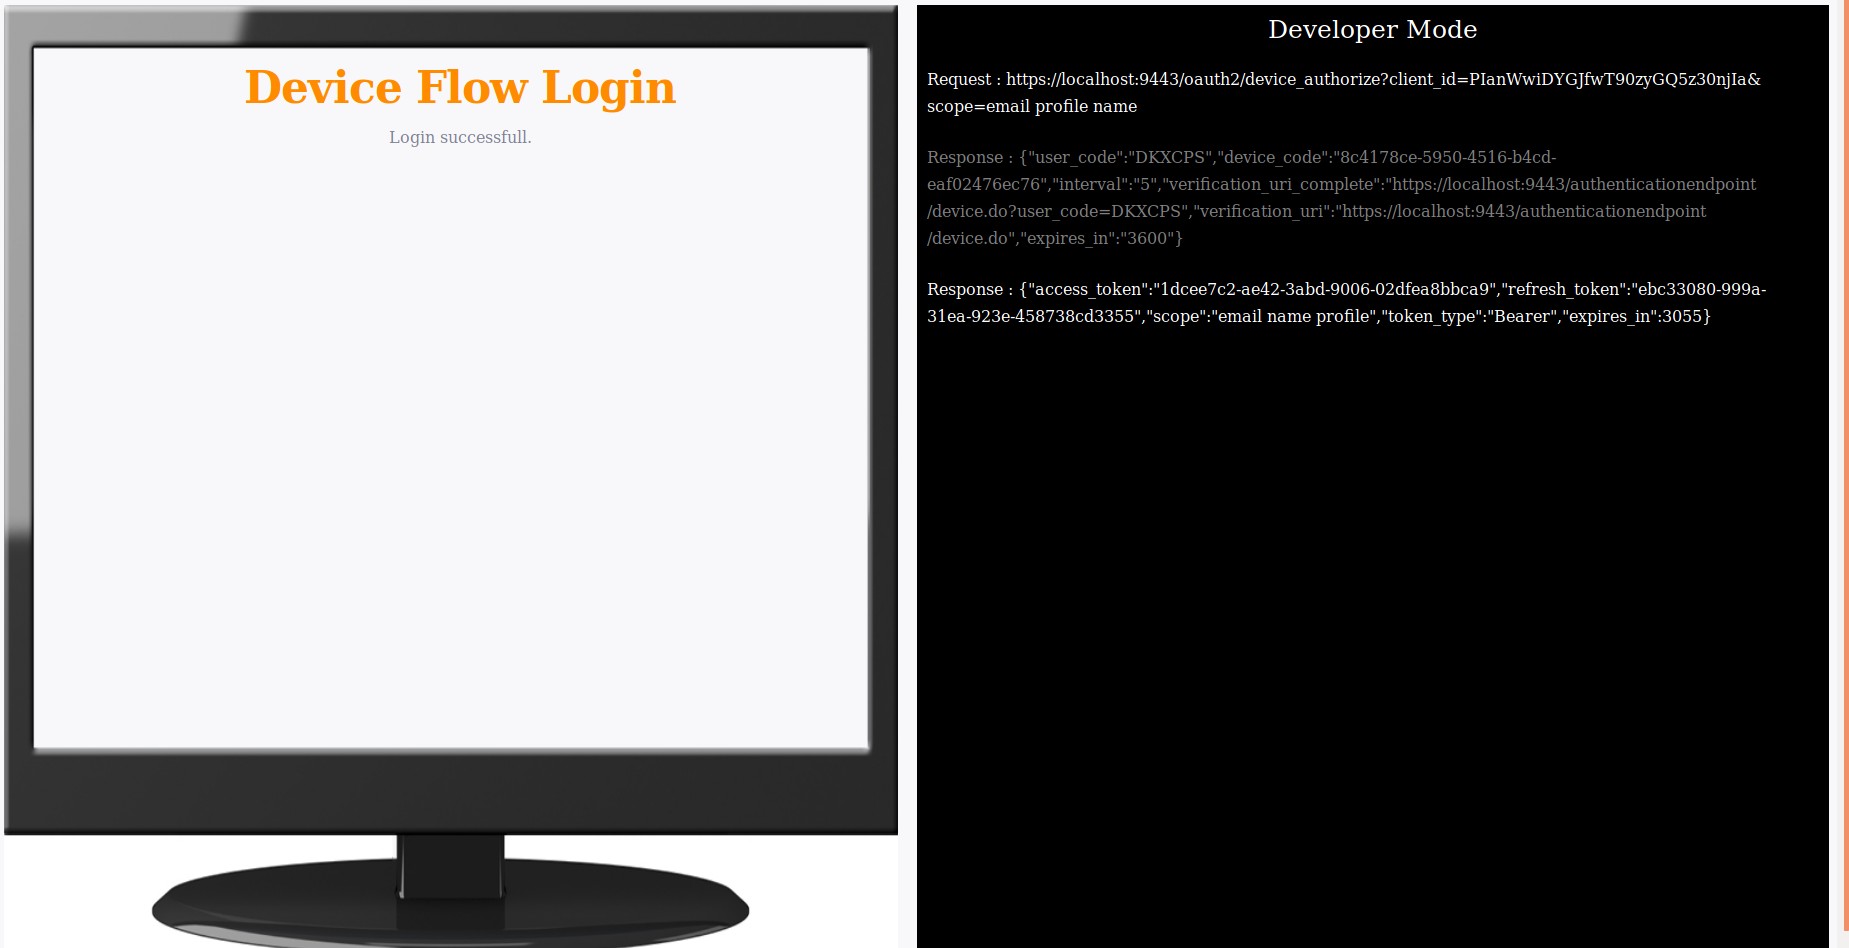 Device Flow Login
Login successfull.
Developer Mode
Request : https://localhost:9443/oauth2/device_authorize?client_id=PIanWwiDYGJfwT90zyGQ5z30njIa&
scope=email profile name
Response : {"user_code":"DKXCPS","device_code":"8c4178ce-5950-4516-b4cd-
eaf02476ec76","interval":"5","verification_uri_complete":"https://localhost:9443/authenticationendpoint
/device.do?user_code=DKXCPS","verification_uri":"https://localhost:9443/authenticationendpoint
/device.do","expires_in":"3600"}
Response : {"access_token":"1dcee7c2-ae42-3abd-9006-02dfea8bbca9","refresh_token":"ebc33080-999a-
31ea-923e-458738cd3355","scope":"email name profile","token_type":"Bearer","expires_in":3055}